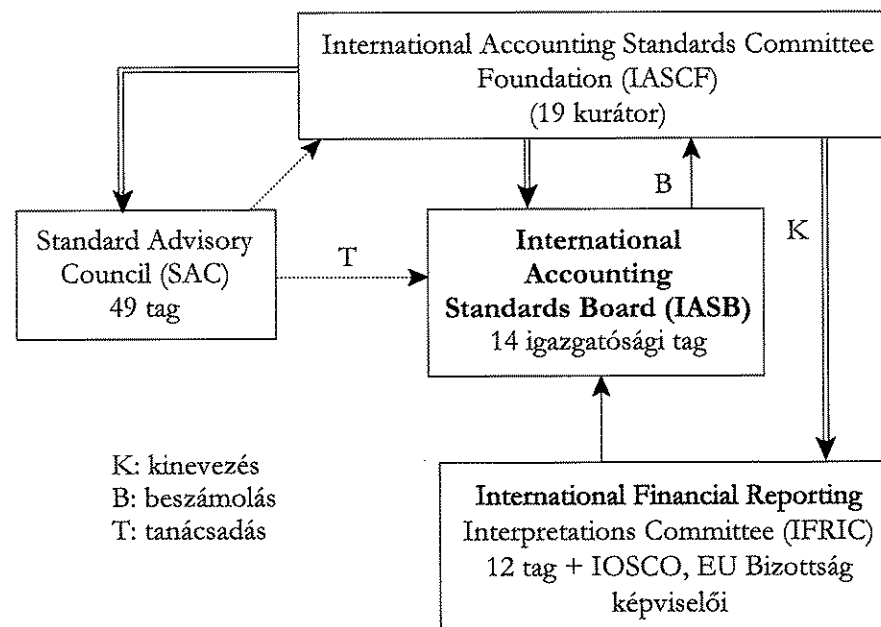 International Accounting Standards Committee
Foundation (IASCF)
(19 kurátor)
B
K
Standard Advisory
Council (SAC)
49 tag
T
International
Accounting
Standards Board (IASB)
14 igazgatósági tag
K: kinevezés
B: beszámolás
T: tanácsadás
International Financial Reporting
Interpretations Committee (IFRIC)
12 tag + IOSCO, EU Bizottság
képviselői